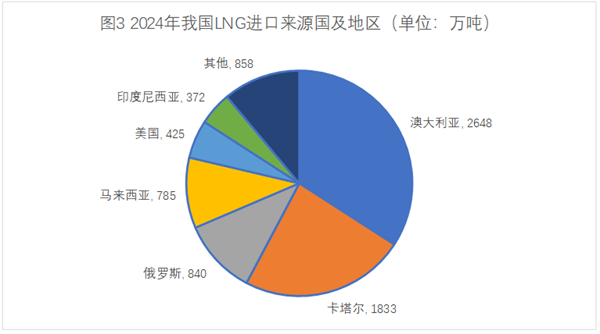 图3 2024年我国LNG进口来源国及地区（单位：万吨）
其他, 858
印度尼西亚, 372
美国, 425
马来西亚, 785
俄罗斯, 840
卡塔尔, 1833
澳大利亚, 2648